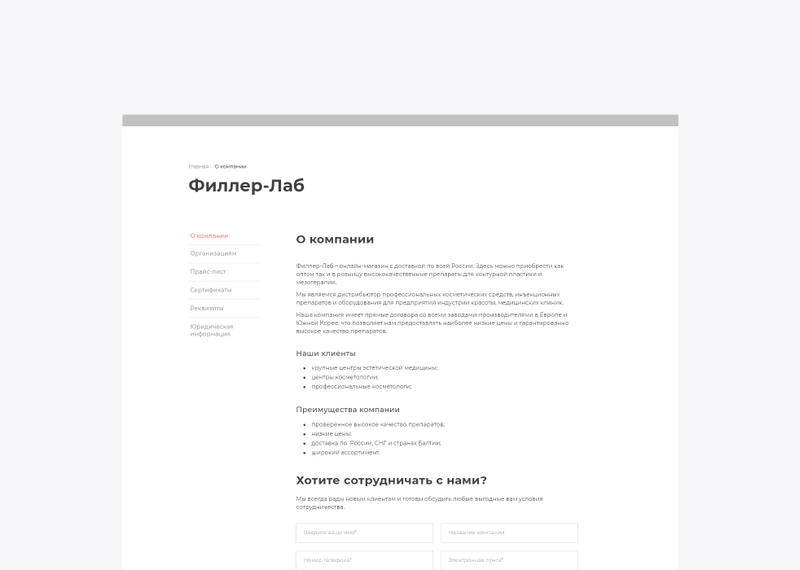 Главная О компании
Филлер-Лаб
О компании
Организациям
Прайс-лист
Сертификаты
Реквизиты
Юридическая
информация
О компании
Филлер-Лаб – онлайн-магазин с доставкой по всей России. Здесь можно приобрести как
оптом так и в розницу высококачественные препараты для контурной пластики и
мезотерапии.
Мы являемся дистрибьютор профессиональных косметических средств, инъекционных
препаратов и оборудования для предприятий индустрии красоты, медицинских клиник.
Наша компания имеет прямые договора со всеми заводами-производителями в Европе и
Южной Корее, что позволяет нам предоставлять наиболее низкие цены и гарантированно
высокое качество препаратов.
Наши клиенты
• крупные центры эстетической медицины;
• центры косметологии;
• профессиональные косметологи;
Преимущества компании
• проверенное высокое качество препаратов;
• низкие цены;
• доставка по России, СНГ и странах Балтии;
• широкий ассортимент.
Хотите сотрудничать с нами?
Мы всегда рады новым клиентам и готовы обсудить любые выгодные вам условия
сотрудничества.
Введите ваше имя* Название компании
Номер телефона* Электронная почта*